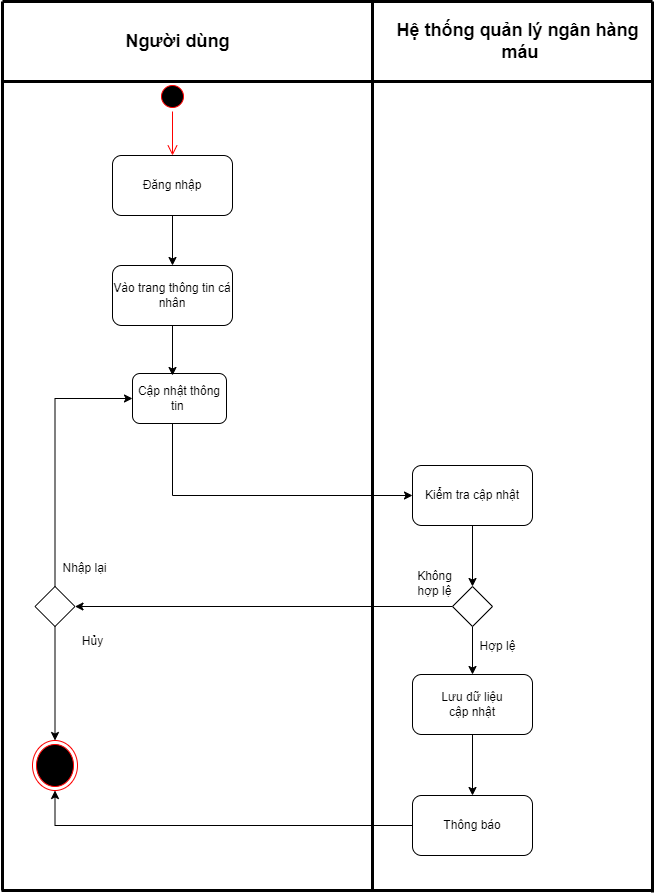 Người dùng
Hệ thống quản lý ngân hàng
máu
Đăng nhập
Vào trang thông tin cá
nhân
Cập nhật thông
tin
Kiểm tra cập nhật
Nhập lại
Không
hợp lệ
Hủy
Hợp lệ
Lưu dữ liệu
cập nhật
Thông báo